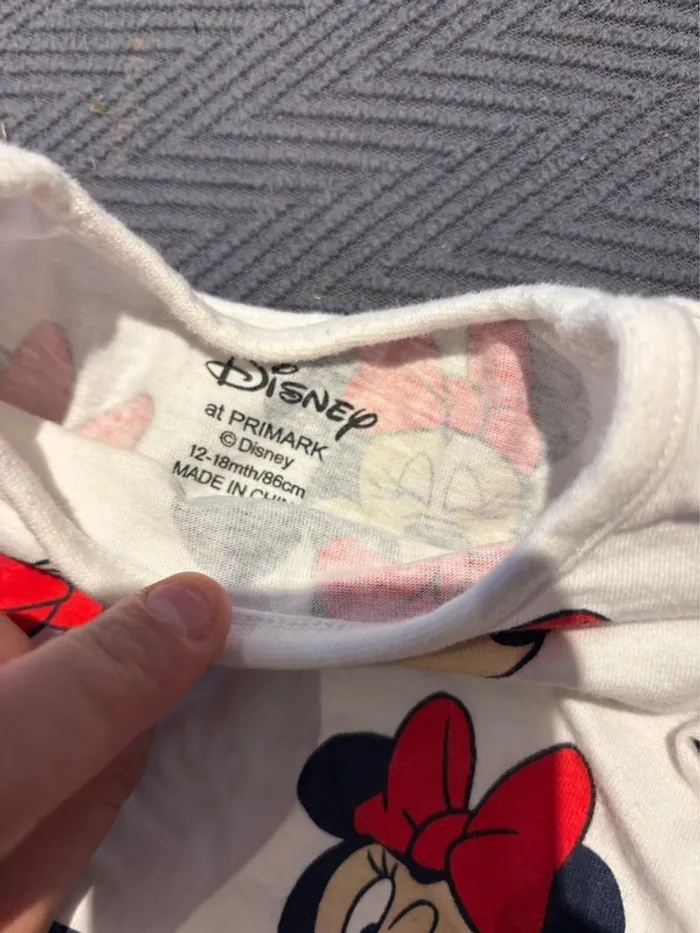 Disney
at PRIMARK
© Disney
12-18mth/86cm
MADE IN